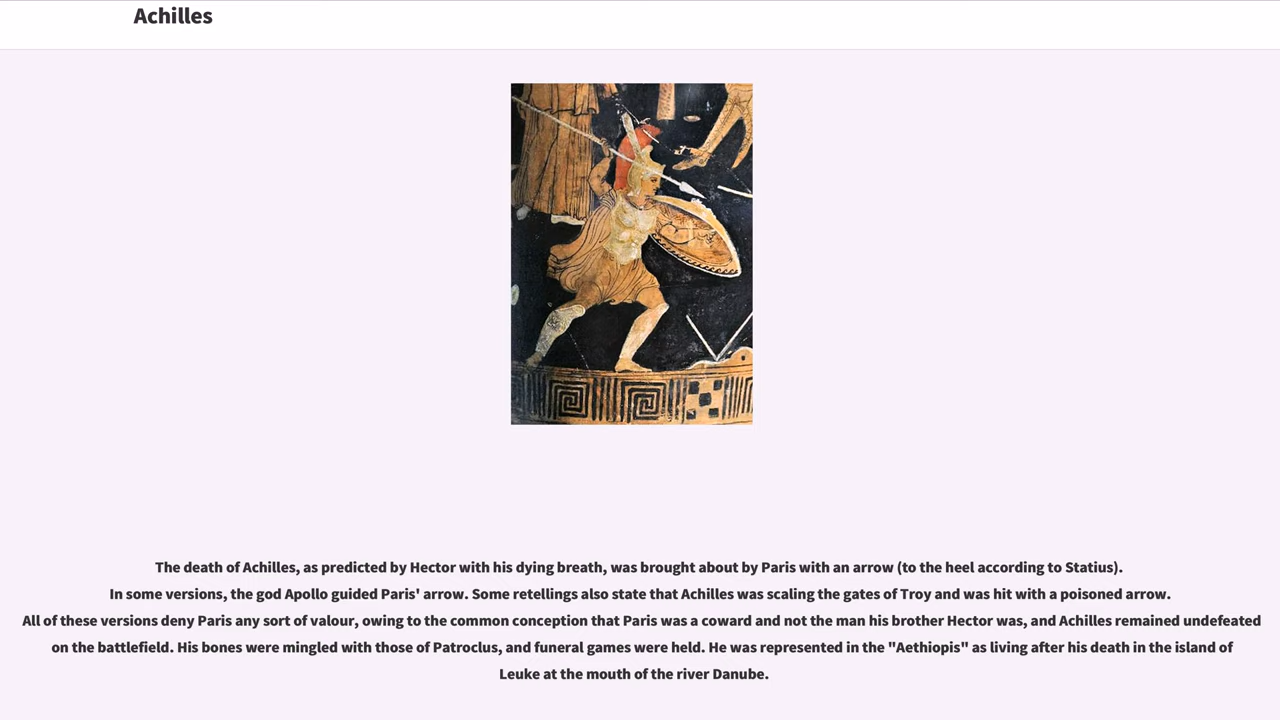 Achilles
The death of Achilles, as predicted by Hector with his dying breath, was brought about by Paris with an arrow (to the heel according to Statius).
In some versions, the god Apollo guided Paris' arrow. Some retellings also state that Achilles was scaling the gates of Troy and was hit with a poisoned arrow.
All of these versions deny Paris any sort of valour, owing to the common conception that Paris was a coward and not the man his brother Hector was, and Achilles remained undefeated
on the battlefield. His bones were mingled with those of Patroclus, and funeral games were held. He was represented in the "Aethiopis" as living after his death in the island of
Leuke at the mouth of the river Danube.